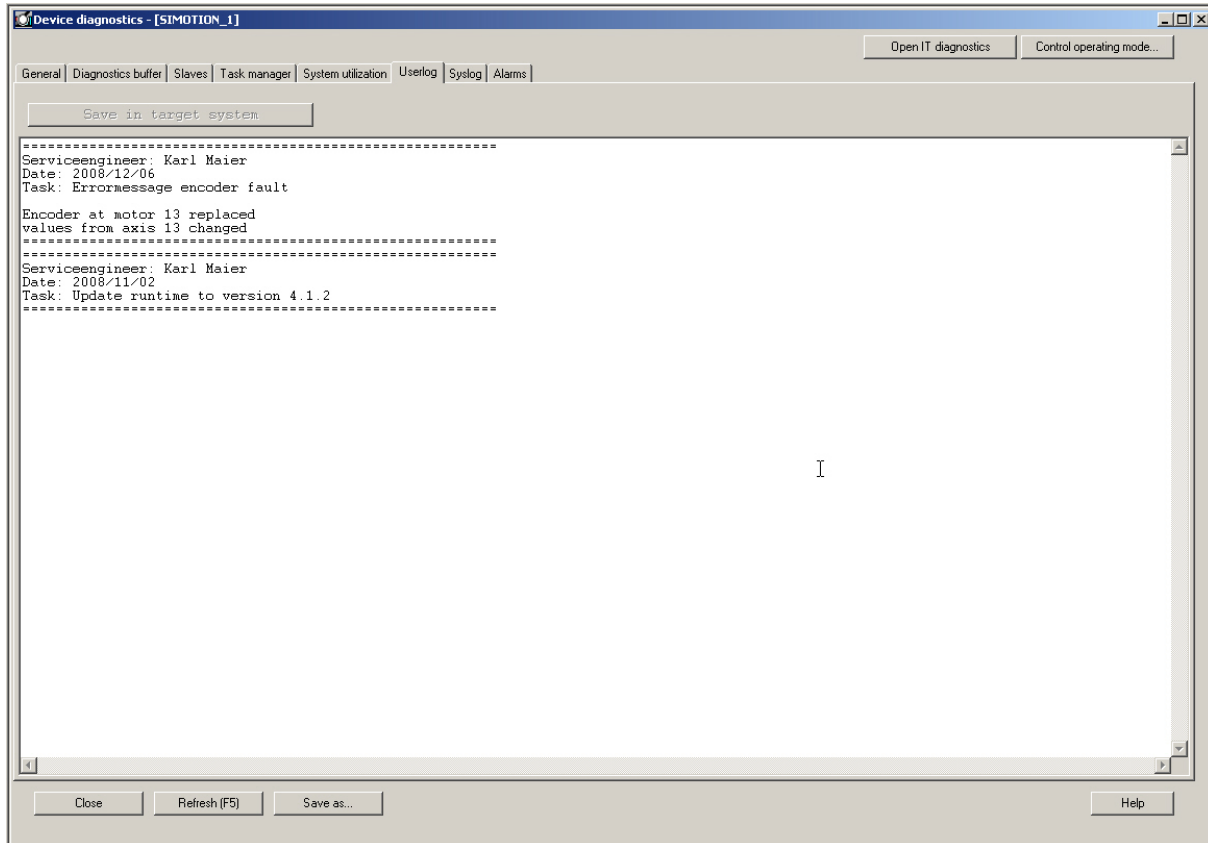 Device diagnostics - [SIMOTION_1]
Open IT diagnostics Control operating mode...
General Diagnostics buffer Slaves Task manager System utilization Userlog Syslog Alarms
Save in target system
=========================================================
Serviceengineer: Karl Maier
Date: 2008/12/06
Task: Errormessage encoder fault
Encoder at motor 13 replaced
values from axis 13 changed
=========================================================
=========================================================
Serviceengineer: Karl Maier
Date: 2008/11/02
Task: Update runtime to version 4.1.2
=========================================================
Close Refresh (F5) Save as... Help